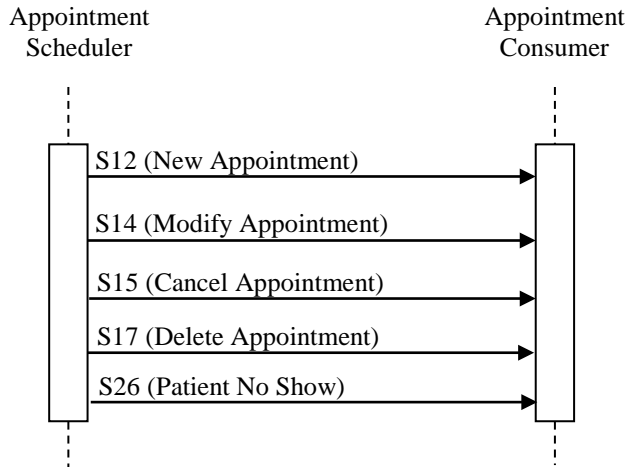 Appointment
Scheduler
Appointment
Consumer
S12 (New Appointment)
S14 (Modify Appointment)
S15 (Cancel Appointment)
S17 (Delete Appointment)
S26 (Patient No Show)